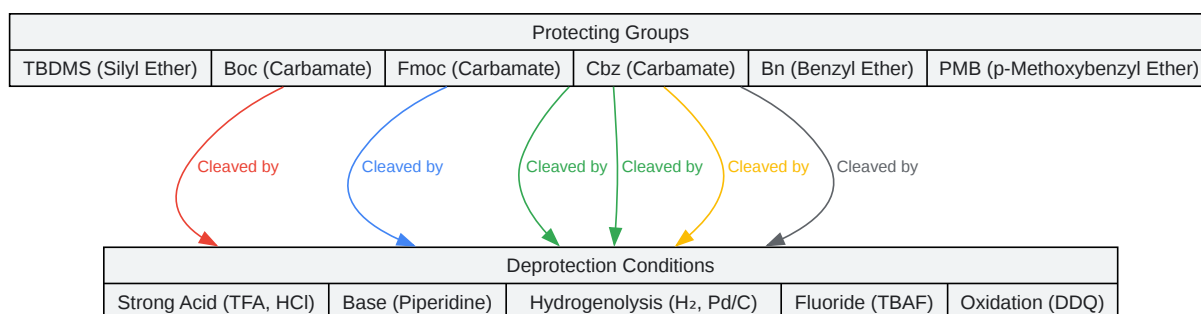 Protecting Groups
TBDMS (Silyl Ether) Boc (Carbamate) Fmoc (Carbamate) Cbz (Carbamate) Bn (Benzyl Ether) PMB (p-Methoxybenzyl Ether)
Cleaved by Cleaved by Cleaved by Cleaved by Cleaved by Cleaved by
Deprotection Conditions
Strong Acid (TFA, HCl) Base (Piperidine) Hydrogenolysis (H₂, Pd/C) Fluoride (TBAF) Oxidation (DDQ)